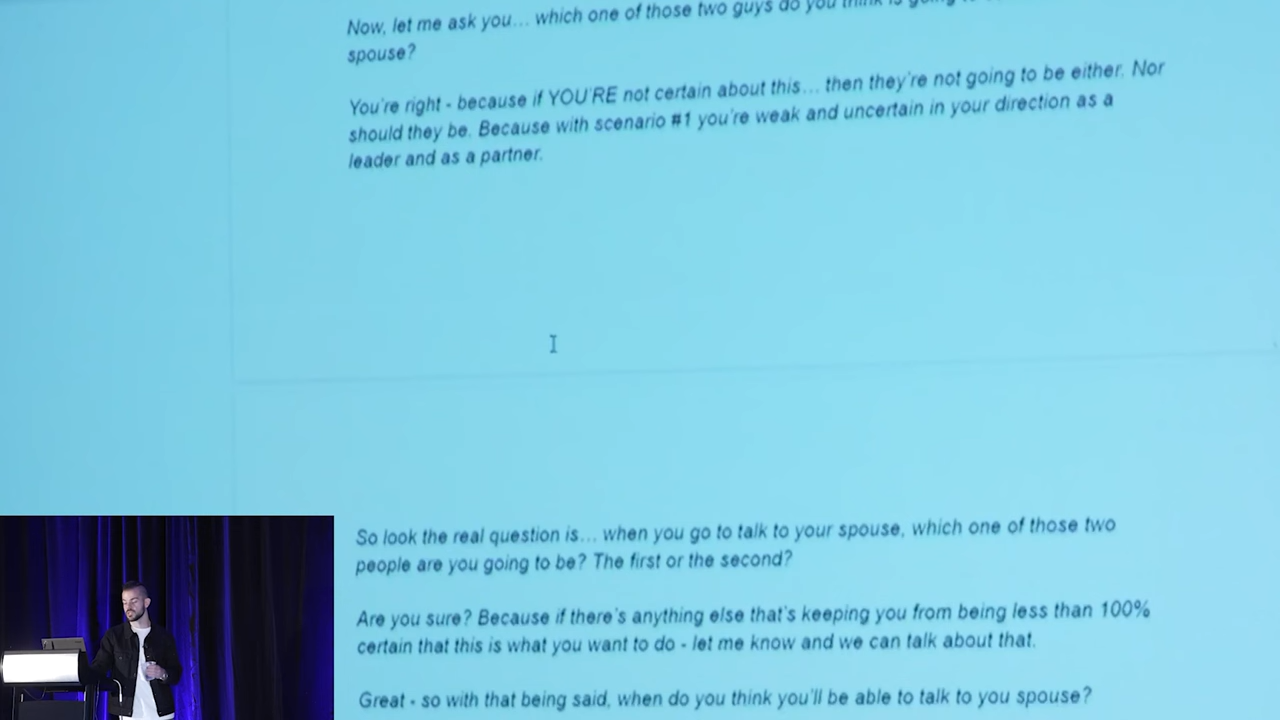 Now, let me ask you... which one of those two guys do you think is going to
spouse?
You're right - because if YOU'RE not certain about this... then they're not going to be either. Nor
should they be. Because with scenario #1 you're weak and uncertain in your direction as a
leader and as a partner.
So look the real question is... when you go to talk to your spouse, which one of those two
people are you going to be? The first or the second?
Are you sure? Because if there's anything else that's keeping you from being less than 100%
certain that this is what you want to do - let me know and we can talk about that.
Great - so with that being said, when do you think you'll be able to talk to you spouse?